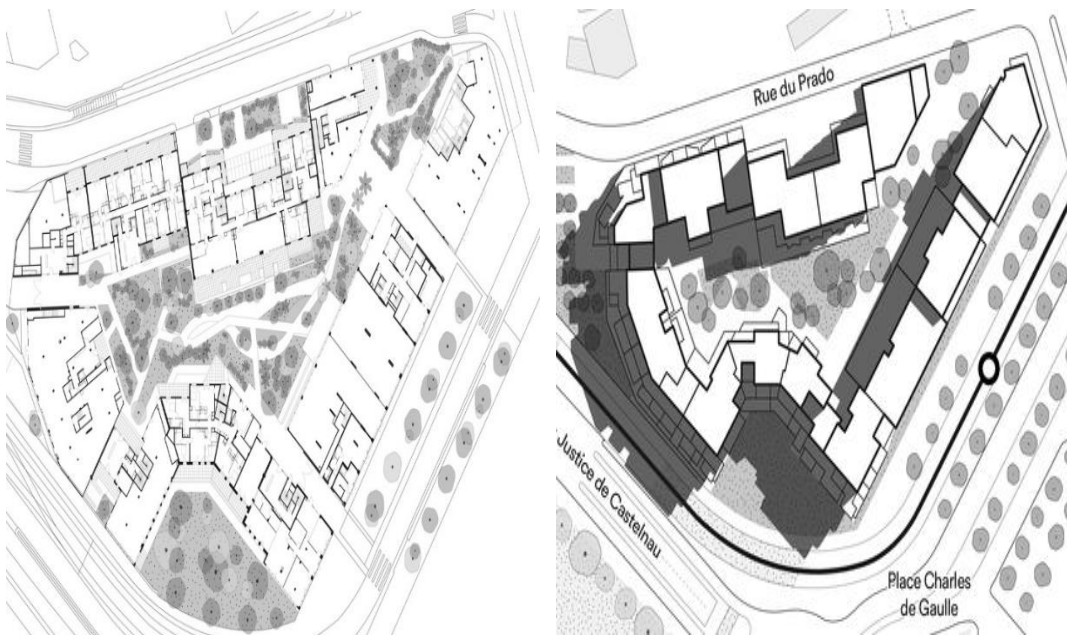 Rue du Prado
Justice de Castelnau
Place Charles
de Gaulle